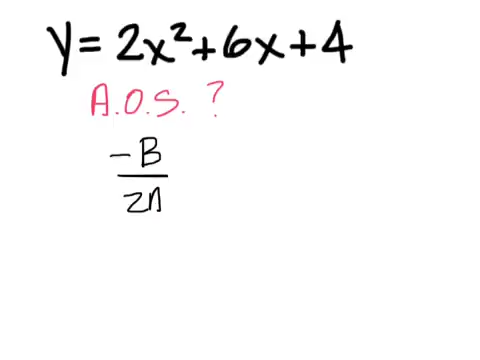 y = 2x² + 6x + 4
A.O.S. ?
-B
2A